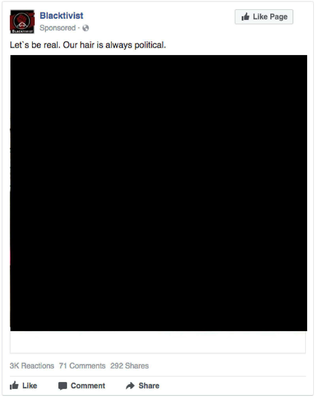 Blacktivist
Like Page
Sponsored ·
Let`s be real. Our hair is always political.
3K Reactions 71 Comments 292 Shares
Like Comment Share